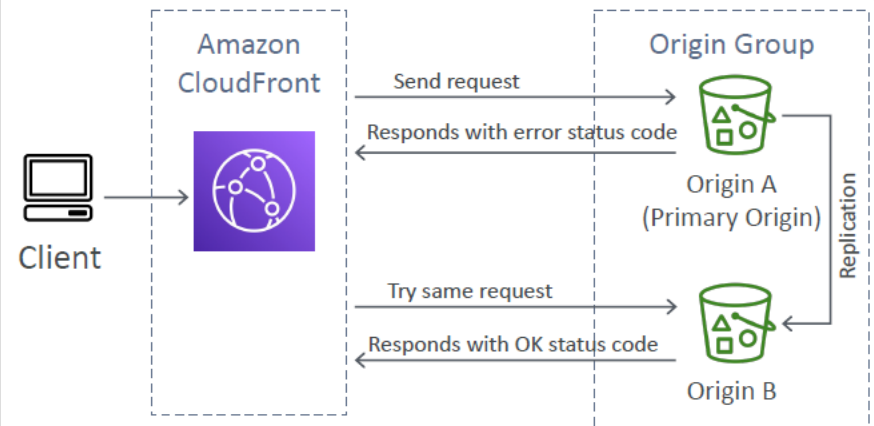 Amazon
CloudFront
Origin Group
Send request
Responds with error status code
Origin A
(Primary Origin)
Client
Replication
Try same request
Responds with OK status code
Origin B